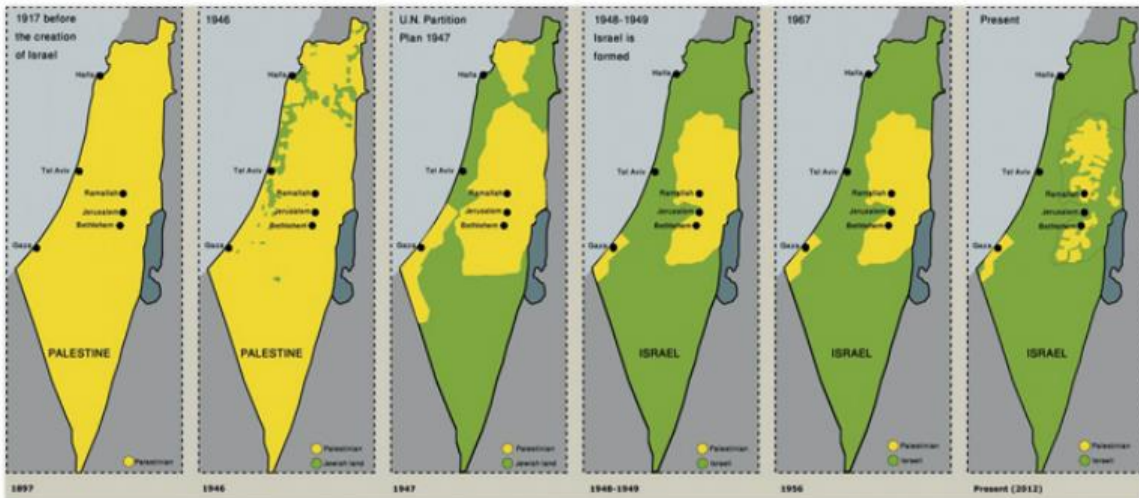 1917 before
the creation
of Israel
Haifa
Tel Aviv
Ramallah
Jerusalem
Bethlehem
Gaza
PALESTINE
Palestinian
1897
1946
Haifa
Tel Aviv
Ramallah
Jerusalem
Bethlehem
Gaza
PALESTINE
Palestinian
Jewish land
1946
U.N. Partition
Plan 1947
Haifa
Tel Aviv
Ramallah
Jerusalem
Bethlehem
Gaza
Palestinian
Jewish land
1947
1948-1949
Israel is
formed
Haifa
Tel Aviv
Ramallah
Jerusalem
Bethlehem
Gaza
ISRAEL
Palestinian
Israeli
1948-1949
1967
Haifa
Tel Aviv
Ramallah
Jerusalem
Bethlehem
Gaza
ISRAEL
Palestinian
Israeli
1956
Present
Haifa
Tel Aviv
Ramallah
Jerusalem
Bethlehem
Gaza
ISRAEL
Palestinian
Israeli
Present (2012)